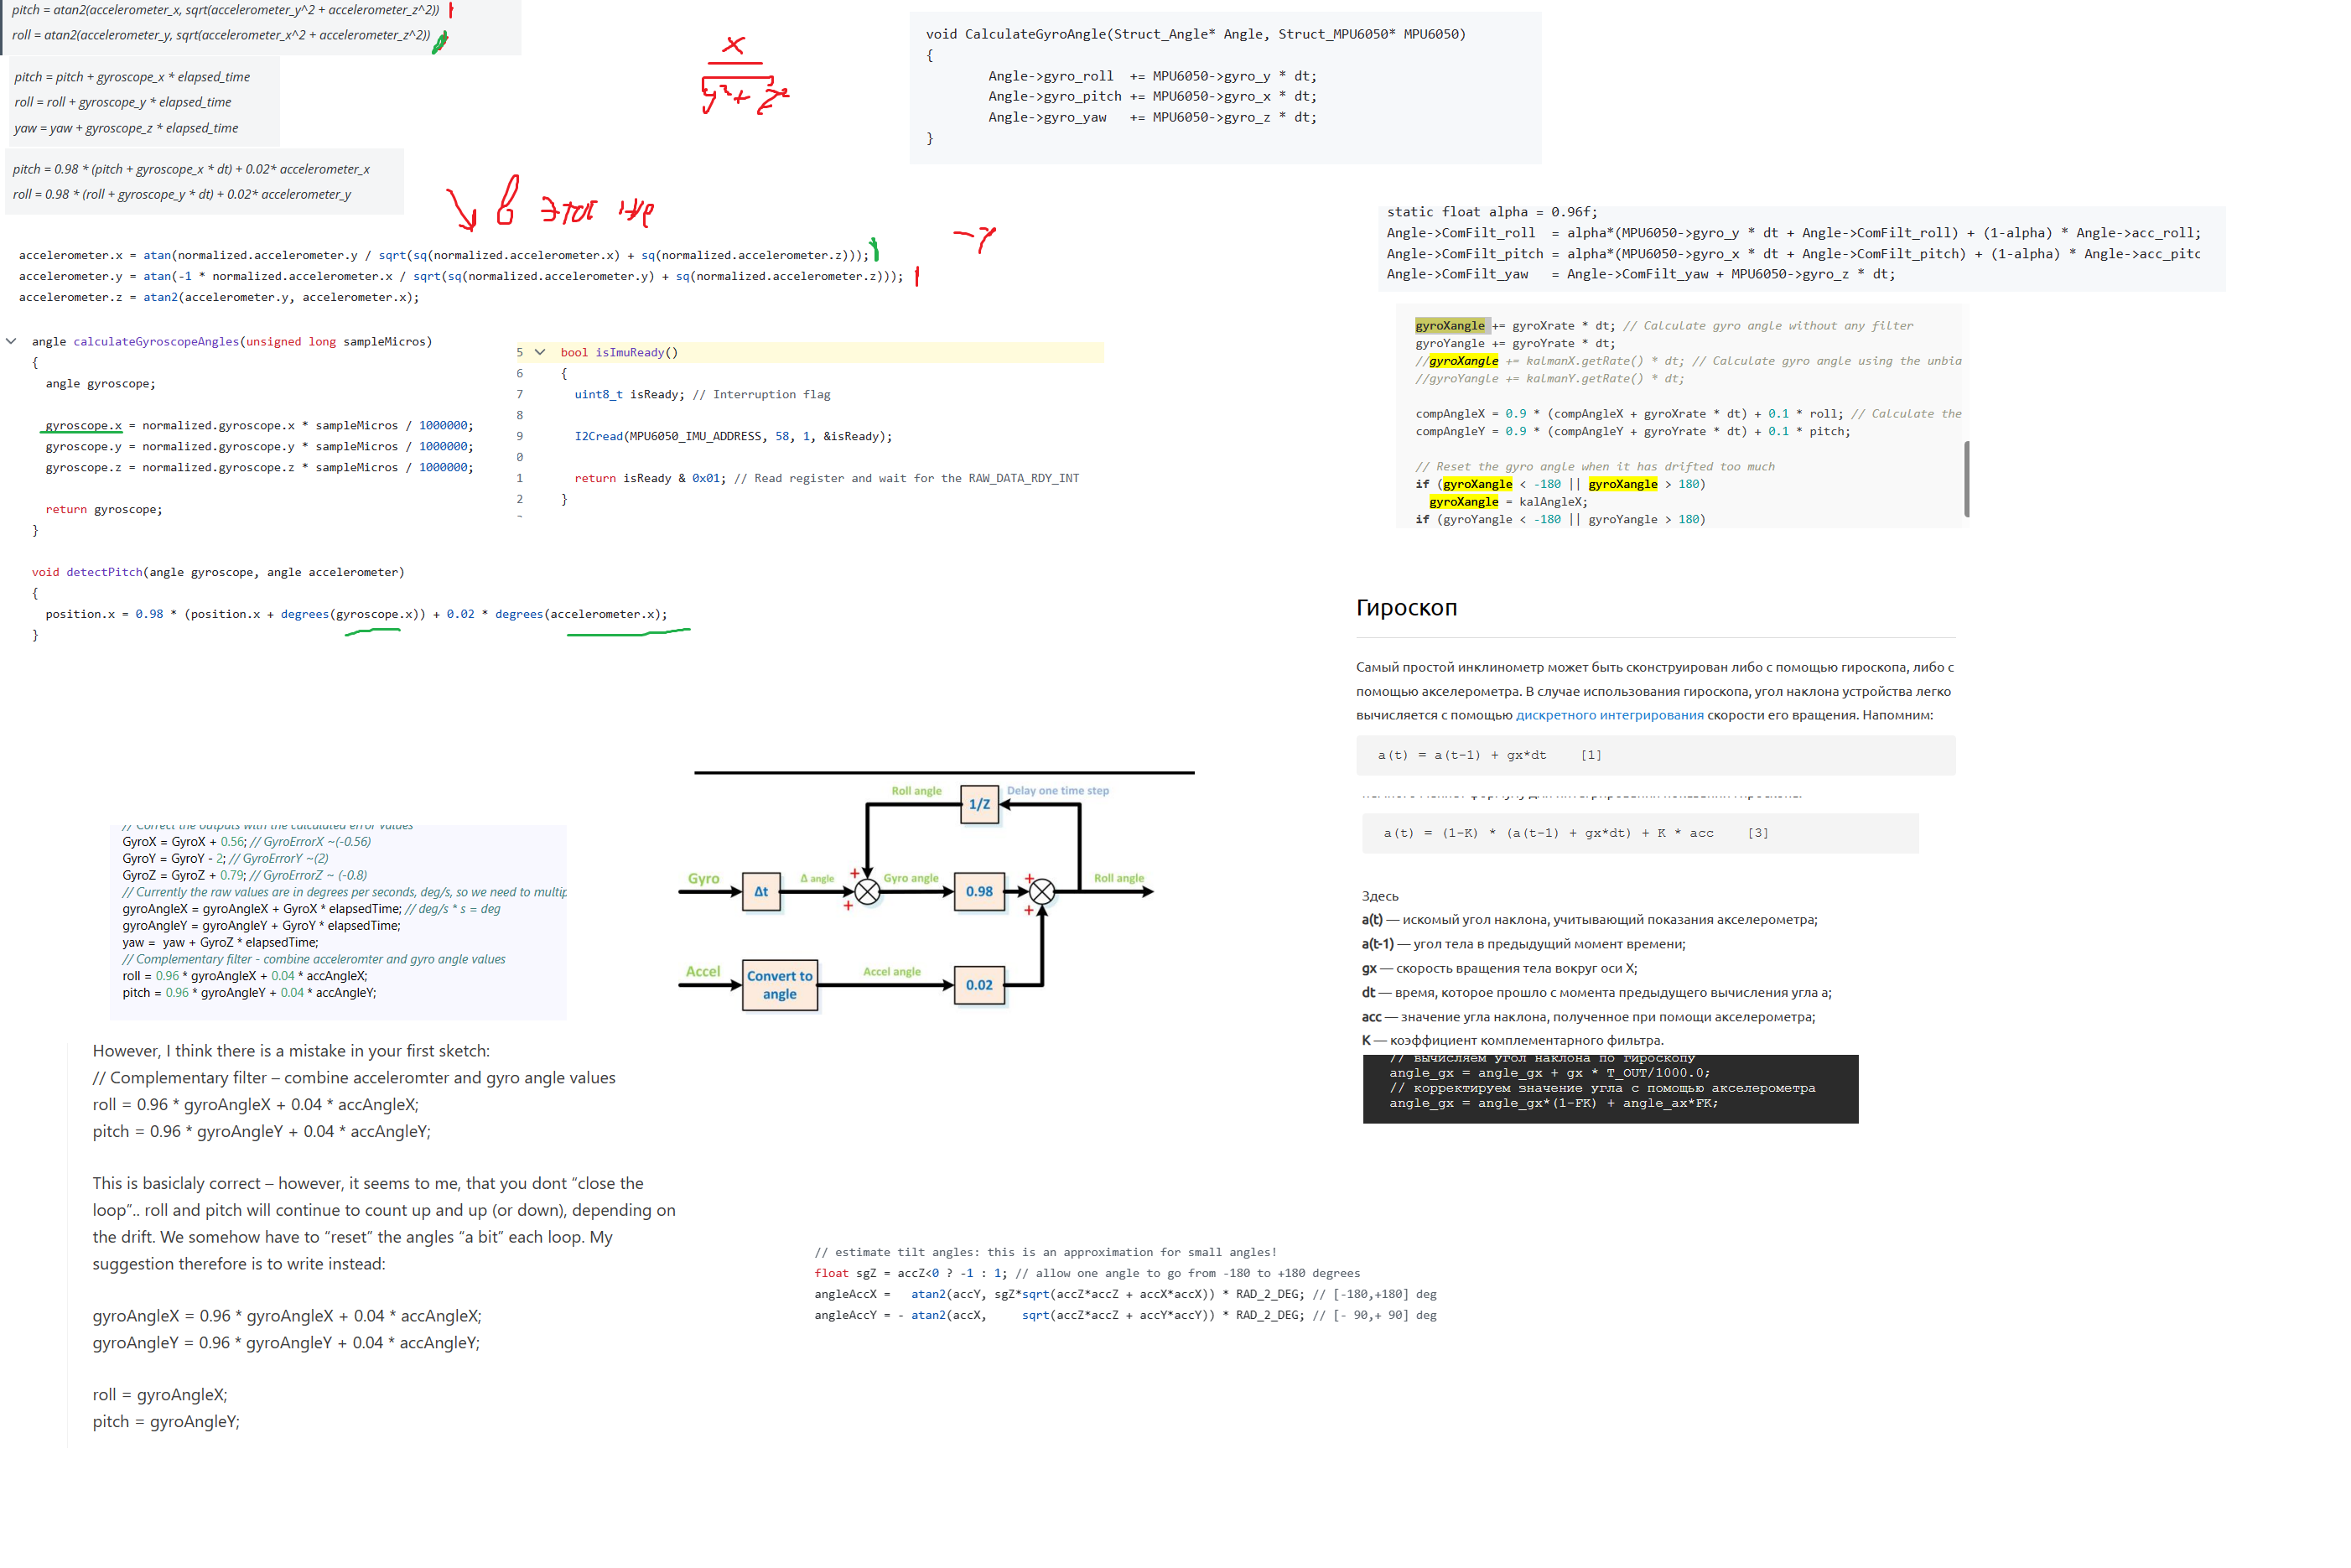 pitch = atan2(accelerometer_x, sqrt(accelerometer_y^2 + accelerometer_z^2))
roll = atan2(accelerometer_y, sqrt(accelerometer_x^2 + accelerometer_z^2))
pitch = pitch + gyroscope_x * elapsed_time
roll = roll + gyroscope_y * elapsed_time
yaw = yaw + gyroscope_z * elapsed_time
pitch = 0.98 * (pitch + gyroscope_x * dt) + 0.02* accelerometer_x
roll = 0.98 * (roll + gyroscope_y * dt) + 0.02* accelerometer_y
x
y²+ z²
в этот же
accelerometer.x = atan(normalized.accelerometer.y / sqrt(sq(normalized.accelerometer.x) + sq(normalized.accelerometer.z)));
accelerometer.y = atan(-1 * normalized.accelerometer.x / sqrt(sq(normalized.accelerometer.y) + sq(normalized.accelerometer.z)));
accelerometer.z = atan2(accelerometer.y, accelerometer.x);
angle calculateGyroscopeAngles(unsigned long sampleMicros)
{
angle gyroscope;
gyroscope.x = normalized.gyroscope.x * sampleMicros / 1000000;
gyroscope.y = normalized.gyroscope.y * sampleMicros / 1000000;
gyroscope.z = normalized.gyroscope.z * sampleMicros / 1000000;
return gyroscope;
}
void detectPitch(angle gyroscope, angle accelerometer)
{
position.x = 0.98 * (position.x + degrees(gyroscope.x)) + 0.02 * degrees(accelerometer.x);
}
5 bool isImuReady()
6 {
7 uint8_t isReady; // Interruption flag
8
9 I2Cread(MPU6050_IMU_ADDRESS, 58, 1, &isReady);
0
1 return isReady & 0x01; // Read register and wait for the RAW_DATA_RDY_INT
2 }
void CalculateGyroAngle(Struct_Angle* Angle, Struct_MPU6050* MPU6050)
{
Angle->gyro_roll += MPU6050->gyro_y * dt;
Angle->gyro_pitch += MPU6050->gyro_x * dt;
Angle->gyro_yaw += MPU6050->gyro_z * dt;
}
static float alpha = 0.96f;
Angle->ComFilt_roll = alpha*(MPU6050->gyro_y * dt + Angle->ComFilt_roll) + (1-alpha) * Angle->acc_roll;
Angle->ComFilt_pitch = alpha*(MPU6050->gyro_x * dt + Angle->ComFilt_pitch) + (1-alpha) * Angle->acc_pitc
Angle->ComFilt_yaw = Angle->ComFilt_yaw + MPU6050->gyro_z * dt;
gyroXangle += gyroXrate * dt; // Calculate gyro angle without any filter
gyroYangle += gyroYrate * dt;
//gyroXangle += kalmanX.getRate() * dt; // Calculate gyro angle using the unbia
//gyroYangle += kalmanY.getRate() * dt;
compAngleX = 0.9 * (compAngleX + gyroXrate * dt) + 0.1 * roll; // Calculate the
compAngleY = 0.9 * (compAngleY + gyroYrate * dt) + 0.1 * pitch;
// Reset the gyro angle when it has drifted too much
if (gyroXangle < -180 || gyroXangle > 180)
gyroXangle = kalAngleX;
if (gyroYangle < -180 || gyroYangle > 180)
Гироскоп
Самый простой инклинометр может быть сконструирован либо с помощью гироскопа, либо с
помощью акселерометра. В случае использования гироскопа, угол наклона устройства легко
вычисляется с помощью дискретного интегрирования скорости его вращения. Напомним:
a(t) = a(t-1) + gx*dt [1]
a(t) = (1-K) * (a(t-1) + gx*dt) + K * acc [3]
Здесь
a(t) — искомый угол наклона, учитывающий показания акселерометра;
a(t-1) — угол тела в предыдущий момент времени;
gx — скорость вращения тела вокруг оси X;
dt — время, которое прошло с момента предыдущего вычисления угла a;
acc — значение угла наклона, полученное при помощи акселерометра;
K — коэффициент комплементарного фильтра.
// вычисляем угол наклона по гироскопу
angle_gx = angle_gx + gx * T_OUT/1000.0;
// корректируем значение угла с помощью акселерометра
angle_gx = angle_gx*(1-FK) + angle_ax*FK;
Roll angle 1/Z Delay one time step
Gyro Δt Δ angle + + Gyro angle 0.98 + + Roll angle
Accel Convert to angle Accel angle 0.02
// Correct the outputs with the calculated error values
GyroX = GyroX + 0.56; // GyroErrorX ~(-0.56)
GyroY = GyroY - 2; // GyroErrorY ~(2)
GyroZ = GyroZ + 0.79; // GyroErrorZ ~ (-0.8)
// Currently the raw values are in degrees per seconds, deg/s, so we need to multip
gyroAngleX = gyroAngleX + GyroX * elapsedTime; // deg/s * s = deg
gyroAngleY = gyroAngleY + GyroY * elapsedTime;
yaw = yaw + GyroZ * elapsedTime;
// Complementary filter - combine acceleromter and gyro angle values
roll = 0.96 * gyroAngleX + 0.04 * accAngleX;
pitch = 0.96 * gyroAngleY + 0.04 * accAngleY;
However, I think there is a mistake in your first sketch:
// Complementary filter – combine acceleromter and gyro angle values
roll = 0.96 * gyroAngleX + 0.04 * accAngleX;
pitch = 0.96 * gyroAngleY + 0.04 * accAngleY;
This is basiclaly correct – however, it seems to me, that you dont “close the
loop”.. roll and pitch will continue to count up and up (or down), depending on
the drift. We somehow have to “reset” the angles “a bit” each loop. My
suggestion therefore is to write instead:
gyroAngleX = 0.96 * gyroAngleX + 0.04 * accAngleX;
gyroAngleY = 0.96 * gyroAngleY + 0.04 * accAngleY;
roll = gyroAngleX;
pitch = gyroAngleY;
// estimate tilt angles: this is an approximation for small angles!
float sgZ = accZ<0 ? -1 : 1; // allow one angle to go from -180 to +180 degrees
angleAccX = atan2(accY, sgZ*sqrt(accZ*accZ + accX*accX)) * RAD_2_DEG; // [-180,+180] deg
angleAccY = - atan2(accX, sqrt(accZ*accZ + accY*accY)) * RAD_2_DEG; // [- 90,+ 90] deg